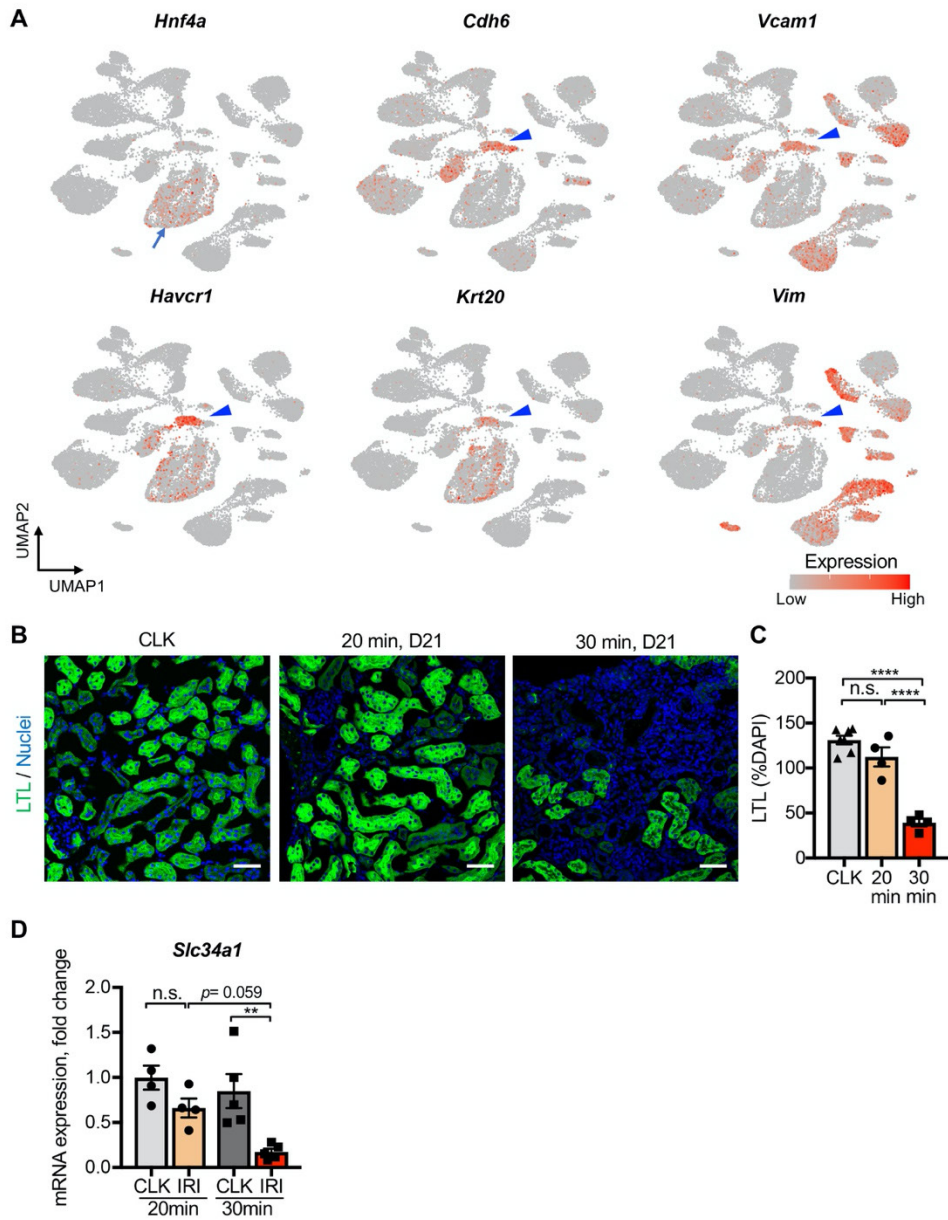 A
Hnf4a Cdh6 Vcam1
Havcr1 Krt20 Vim
UMAP2
UMAP1
Expression
Low High
B
CLK 20 min, D21 30 min, D21
LTL / Nuclei
C
****
n.s. ****
LTL (%DAPI)
200
150
100
50
0
CLK 20 min 30 min
D
Slc34a1
mRNA expression, fold change
2.0
1.5
1.0
0.5
0.0
n.s. p= 0.059
**
CLK IRI CLK IRI
20min 30min